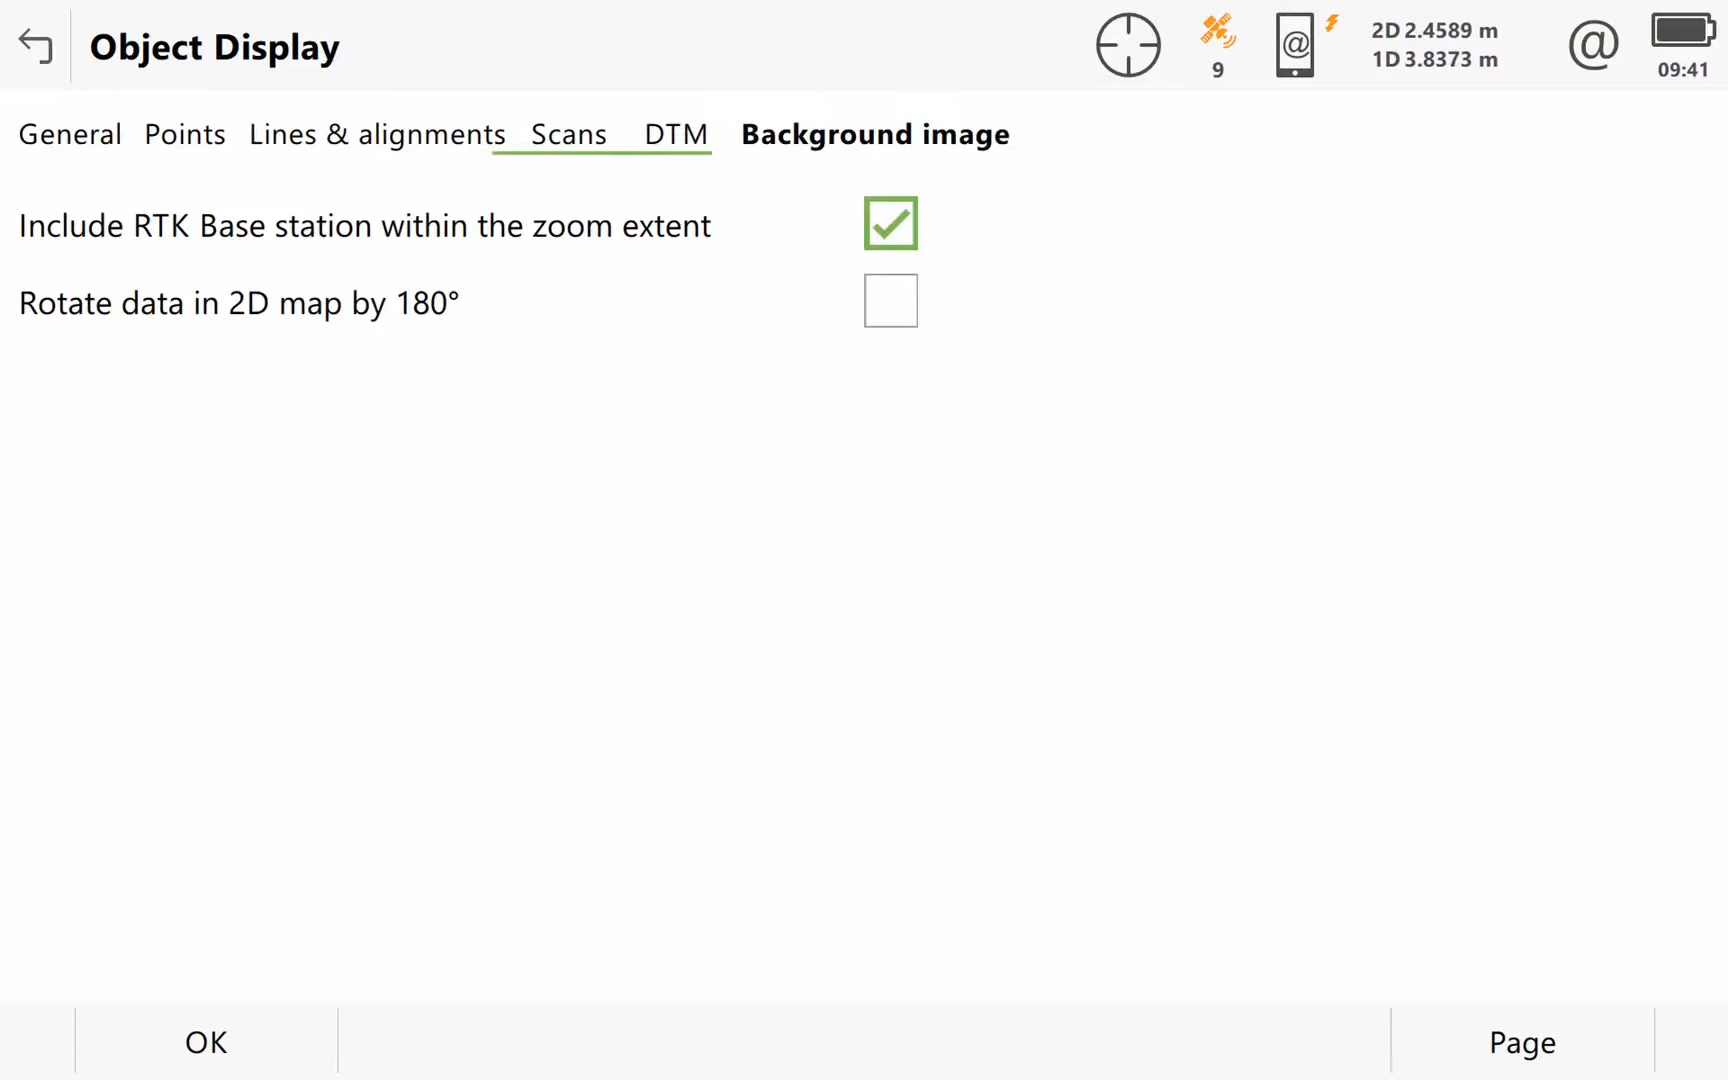 Object Display
9
@
2D 2.4589 m
1D 3.8373 m
@
09:41
General Points Lines & alignments Scans DTM Background image
Include RTK Base station within the zoom extent
Rotate data in 2D map by 180°
OK Page